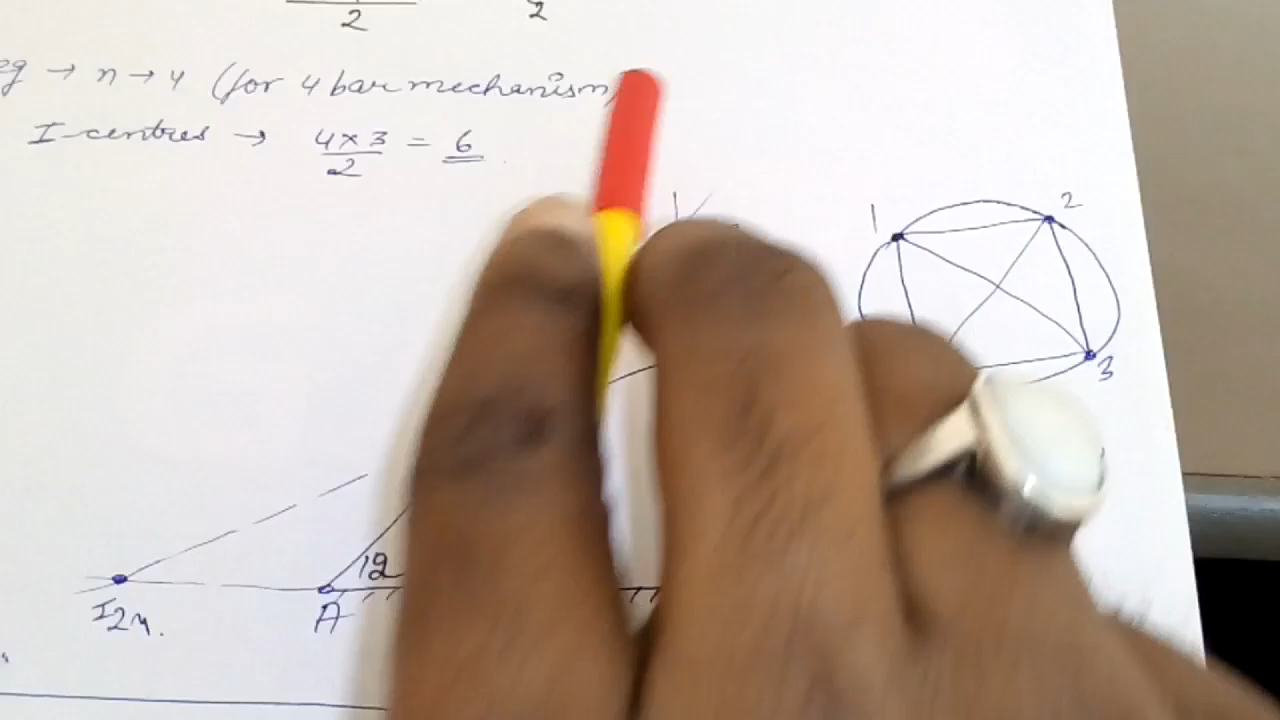 2 2
eg → n → 4 (for 4 bar mechanism)
I-centres → 4 × 3 / 2 = 6
1 2
3
12
I24. A